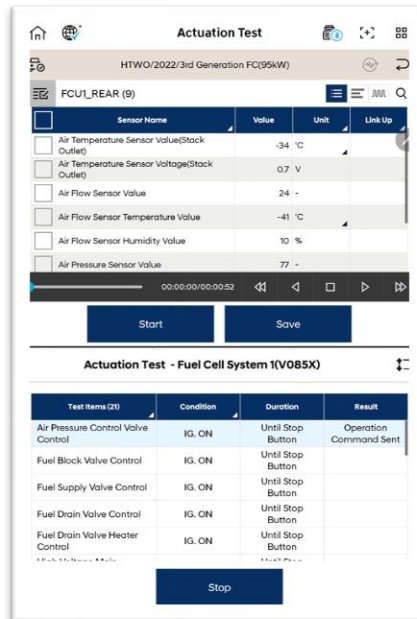 Actuation Test
HTWO/2022/3rd Generation FC(95kW)
FCU1_REAR (9)
Sensor Name Value Unit Link Up
Air Temperature Sensor Value(Stack
Outlet) -34 °C
Air Temperature Sensor Voltage(Stack
Outlet) 0.7 V
Air Flow Sensor Value 24 -
Air Flow Sensor Temperature Value -41 °C
Air Flow Sensor Humidity Value 10 %
Air Pressure Sensor Value 77 -
00:00:00/00:00:52
Start Save
Actuation Test - Fuel Cell System 1(V085X)
Test Items (21) Condition Duration Result
Air Pressure Control Valve
Control IG. ON Until Stop
Button Operation
Command Sent
Fuel Block Valve Control IG. ON Until Stop
Button
Fuel Supply Valve Control IG. ON Until Stop
Button
Fuel Drain Valve Control IG. ON Until Stop
Button
Fuel Drain Valve Heater
Control IG. ON Until Stop
Button
Stop